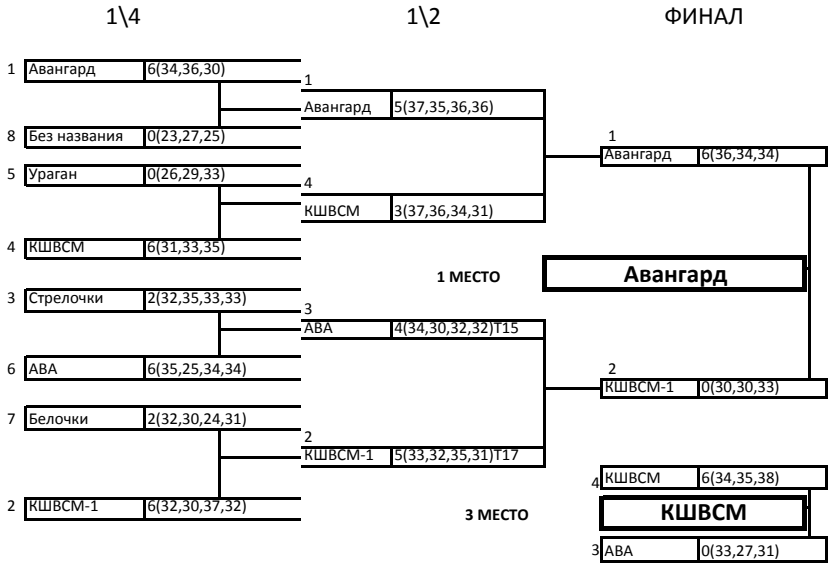 1\4 1\2 ФИНАЛ
1 Авангард 6(34,36,30)
1
Авангард 5(37,35,36,36)
8 Без названия 0(23,27,25)
1
Авангард 6(36,34,34)
5 Ураган 0(26,29,33)
4
КШВСМ 3(37,36,34,31)
4 КШВСМ 6(31,33,35)
1 МЕСТО Авангард
3 Стрелочки 2(32,35,33,33)
3
АВА 4(34,30,32,32)Т15
6 АВА 6(35,25,34,34)
2
КШВСМ-1 0(30,30,33)
7 Белочки 2(32,30,24,31)
2
КШВСМ-1 5(33,32,35,31)Т17
4 КШВСМ 6(34,35,38)
2 КШВСМ-1 6(32,30,37,32)
3 МЕСТО КШВСМ
3 АВА 0(33,27,31)